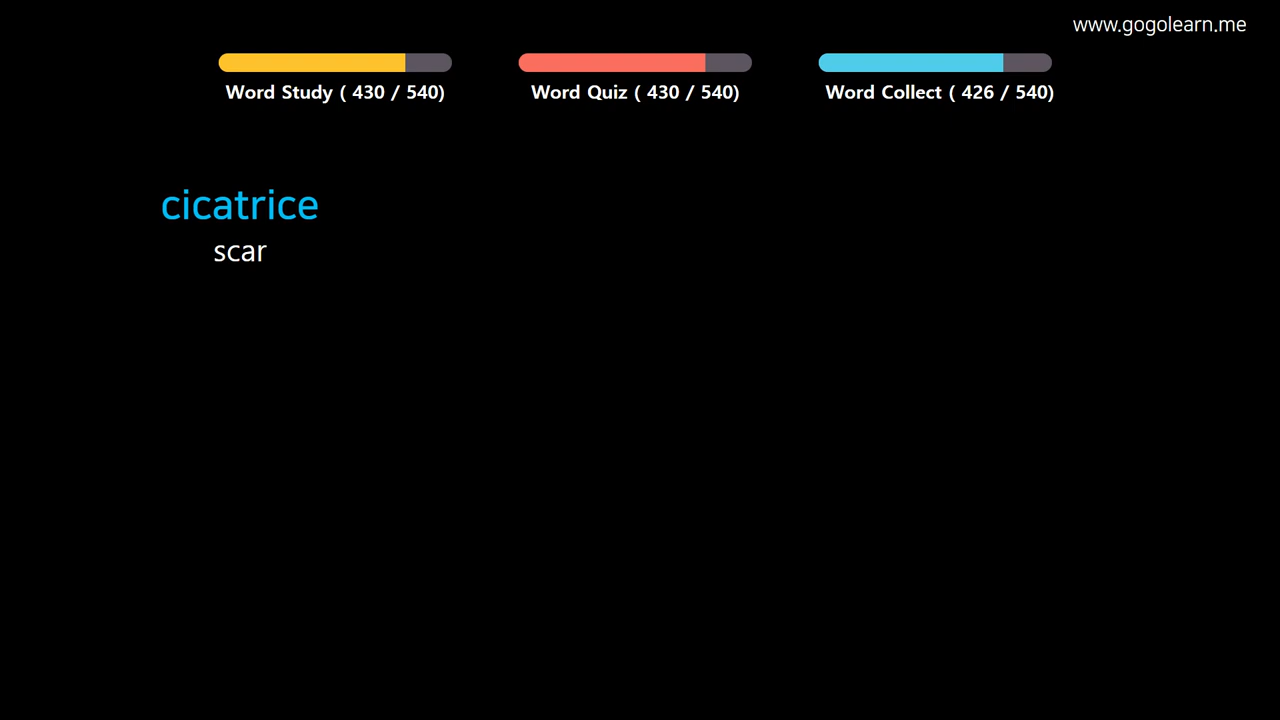 www.gogolearn.me
Word Study ( 430 / 540)
Word Quiz ( 430 / 540)
Word Collect ( 426 / 540)
cicatrice
scar